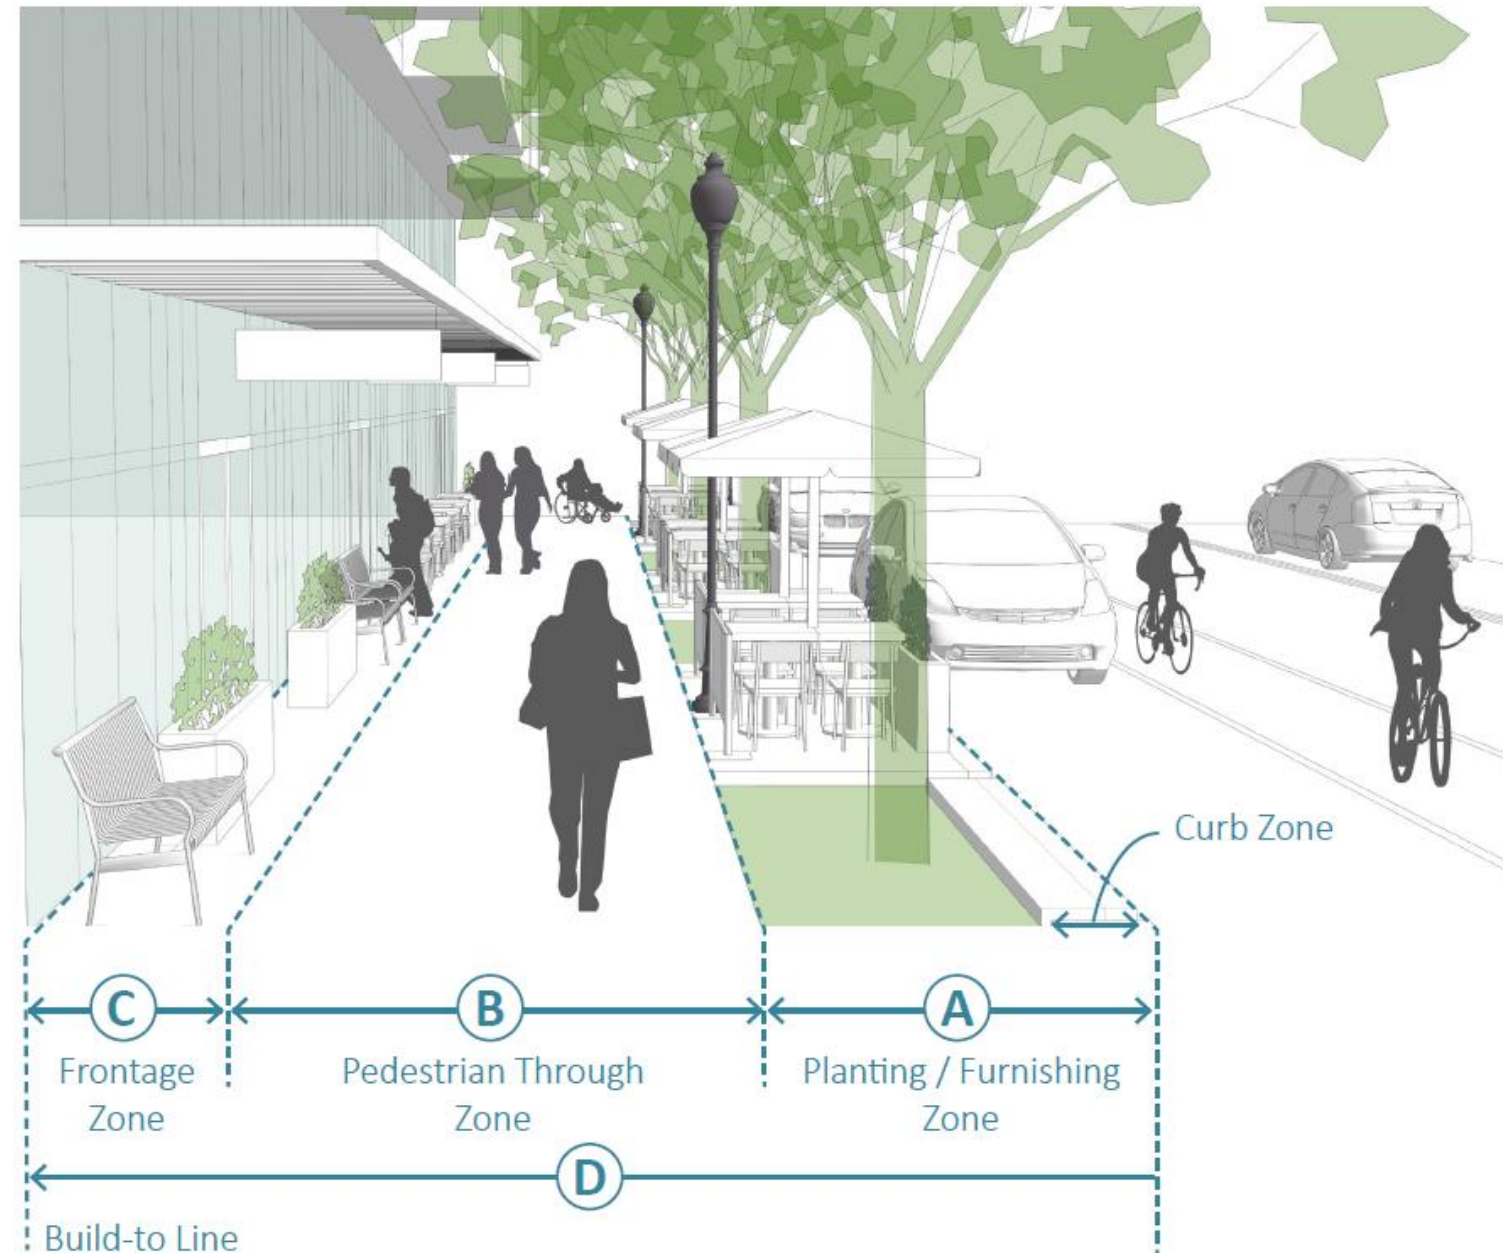 Curb Zone
C
B
A
Frontage
Zone
Pedestrian Through
Zone
Planting / Furnishing
Zone
D
Build-to Line